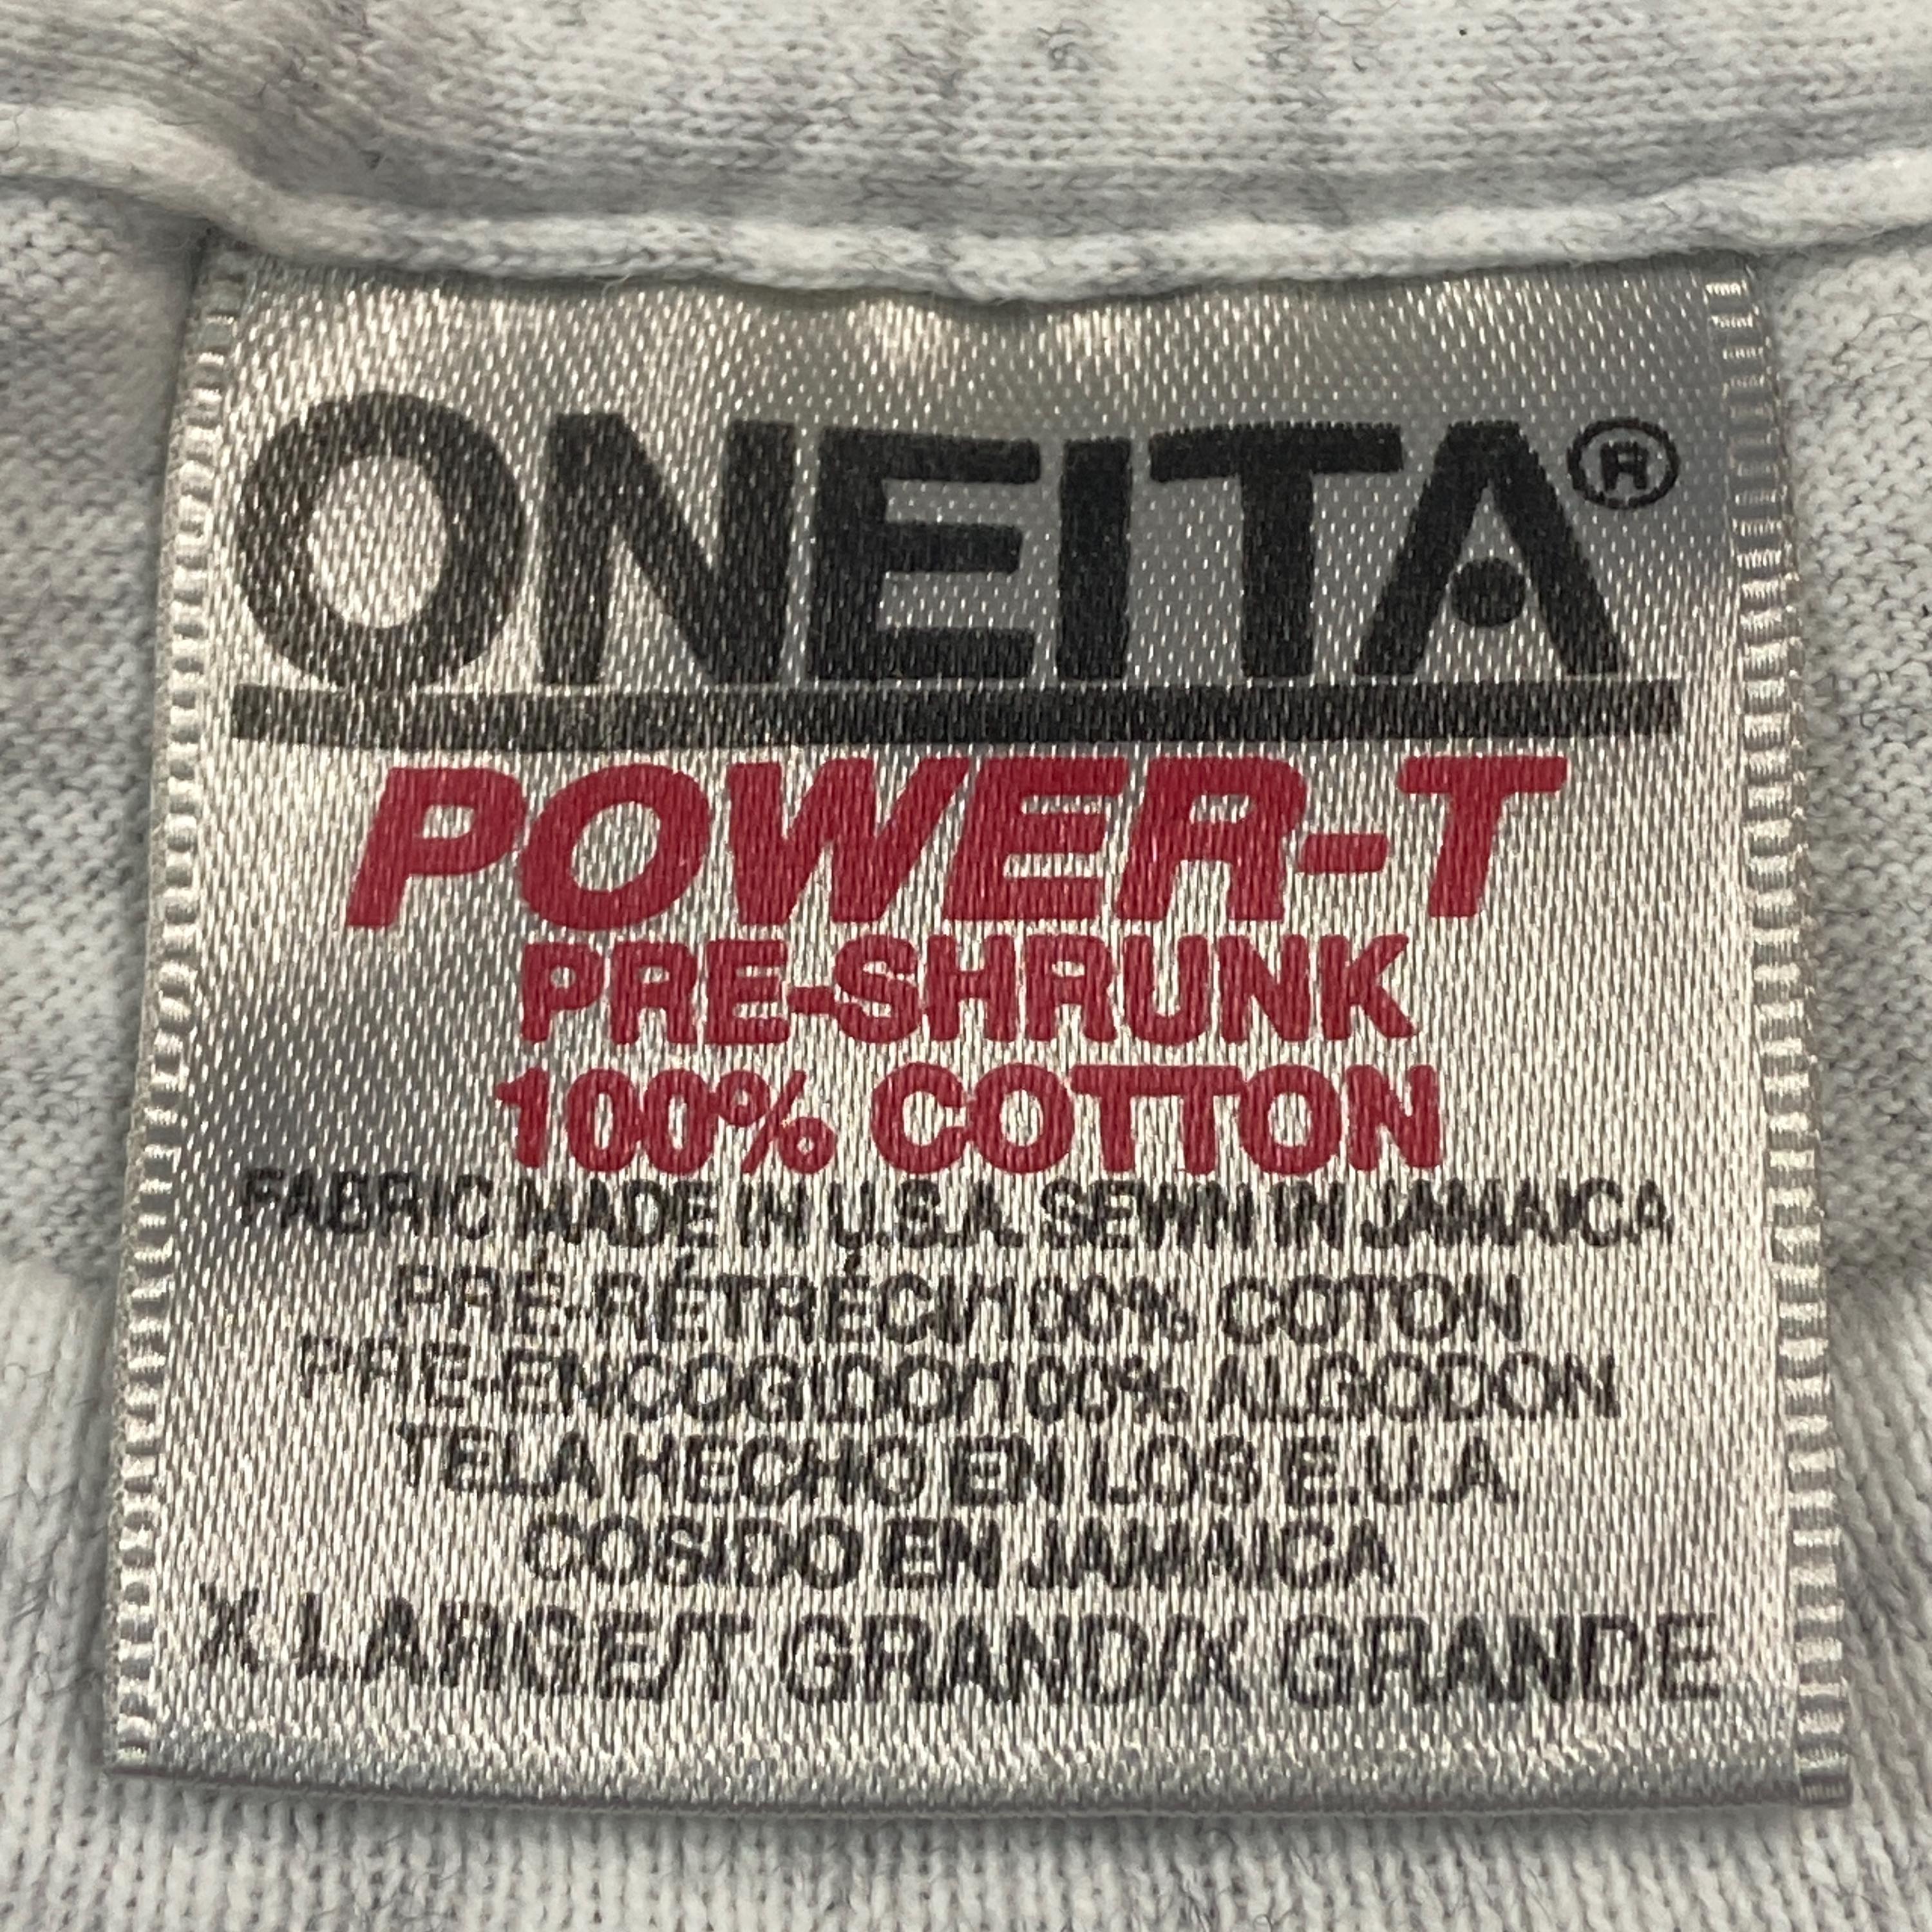 ONEITA®
POWER-T
PRE-SHRUNK
100% COTTON
FABRIC MADE IN U.S.A. SEWN IN JAMAICA
PRÉ-RÉTRÉCI/100% COTON
PRE-ENCOGIDO/100% ALGODON
TELA HECHO EN LOS E.U.A
COSIDO EN JAMAICA
X LARGE/T GRAND/X GRANDE